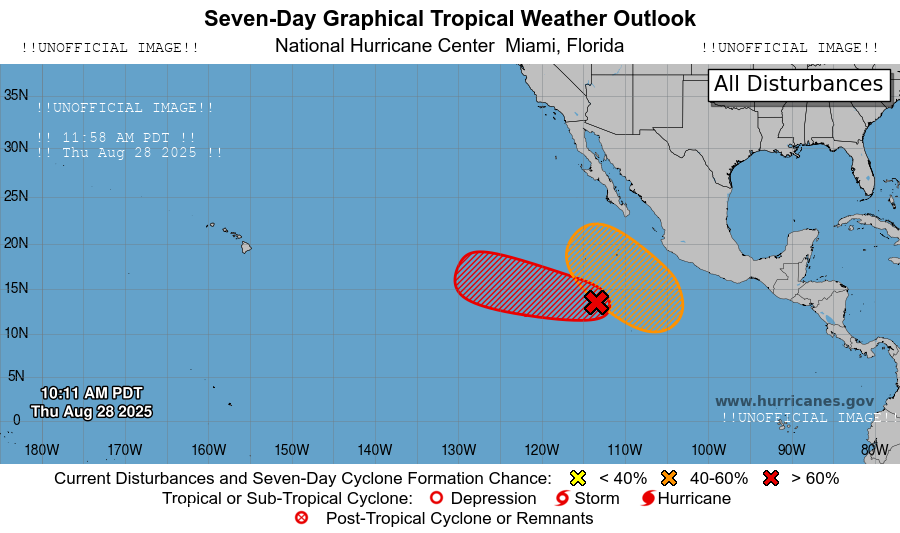 Seven-Day Graphical Tropical Weather Outlook
!!UNOFFICIAL IMAGE!! National Hurricane Center Miami, Florida !!UNOFFICIAL IMAGE!!
All Disturbances
35N
!!UNOFFICIAL IMAGE!!
!! 11:58 AM PDT !!
30N
!! Thu Aug 28 2025 !!
25N
20N
15N
10N
5N
10:11 AM PDT
Thu Aug 28 2025
www.hurricanes.gov
!!UNOFFICIAL IMAGE!!
0
180W 170W 160W 150W 140W 130W 120W 110W 100W 90W 80W
Current Disturbances and Seven-Day Cyclone Formation Chance: < 40% 40-60% > 60%
Tropical or Sub-Tropical Cyclone: Depression Storm Hurricane
Post-Tropical Cyclone or Remnants